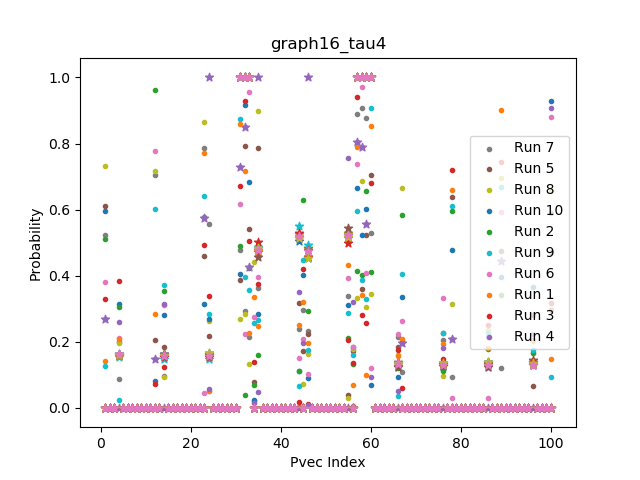 graph16_tau4
1.0
0.8
0.6
0.4
0.2
0.0
Probability
0
20
40
60
80
100
Pvec Index
Run 7
Run 5
Run 8
Run 10
Run 2
Run 9
Run 6
Run 1
Run 3
Run 4